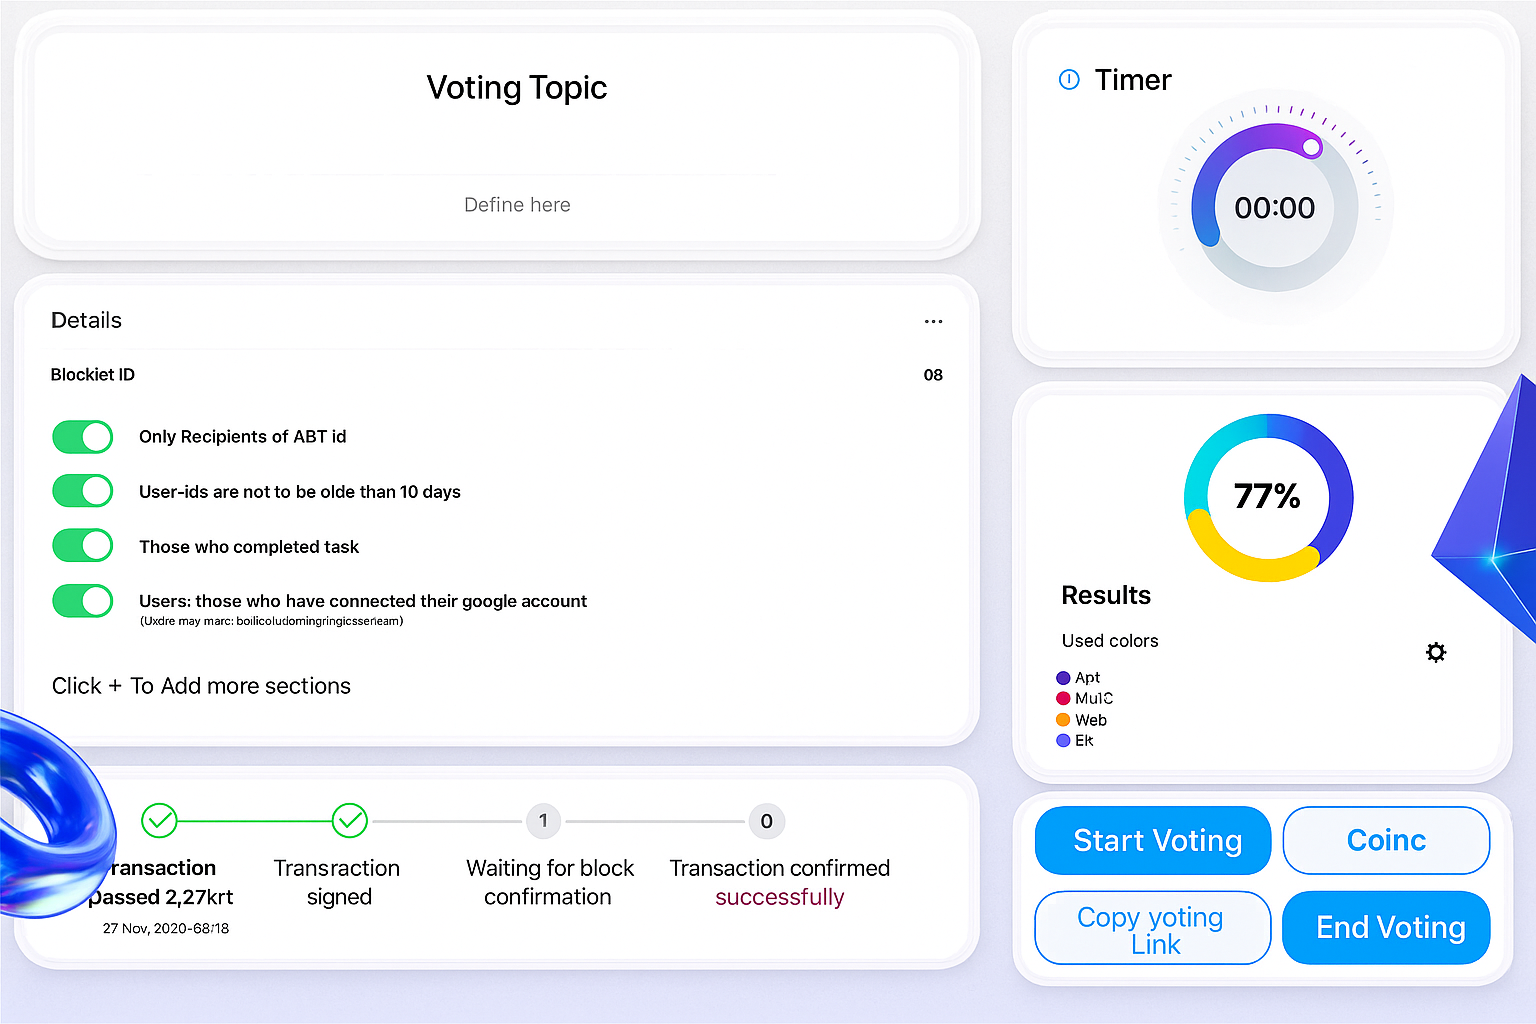 Voting Topic
Define here
Timer
00:00
Details
...
Blockiet ID
08
Only Recipients of ABT id
User-ids are not to be olde than 10 days
Those who completed task
Users: those who have connected their google account
(Uxdre may marc:
Click + To Add more sections
77%
Results
Used colors
Apt
Web
1
0
ransaction
passed 2,27krt
27 Nov, 2020-68/18
Transraction
signed
Waiting for block
confirmation
Transaction confirmed
successfully
Start Voting
Coinc
Copy yoting
Link
End Voting